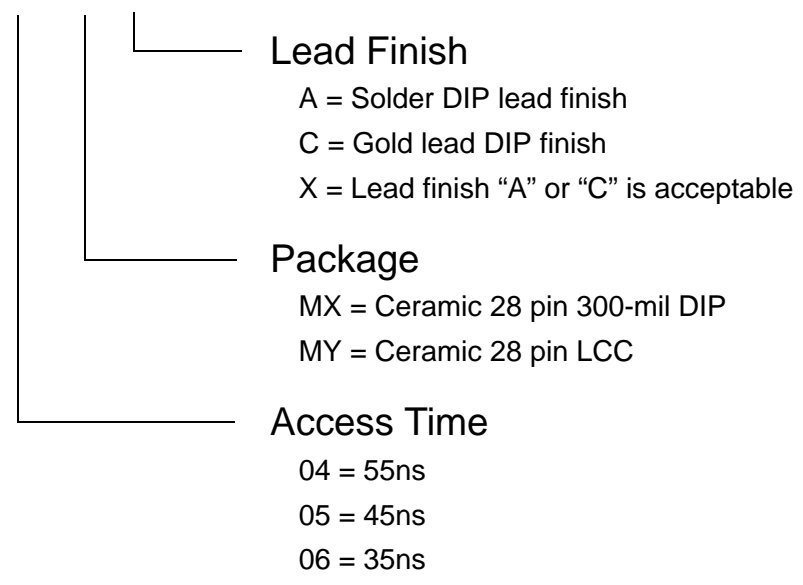 Lead Finish
A = Solder DIP lead finish
C = Gold lead DIP finish
X = Lead finish “A” or “C” is acceptable
Package
MX = Ceramic 28 pin 300-mil DIP
MY = Ceramic 28 pin LCC
Access Time
04 = 55ns
05 = 45ns
06 = 35ns